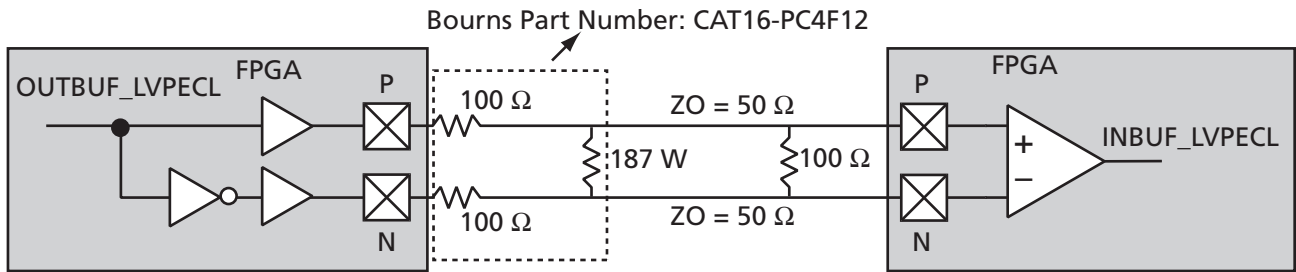 Bourns Part Number: CAT16-PC4F12
OUTBUF_LVPECL
FPGA
P
100 Ω
ZO = 50 Ω
187 W
100 Ω
P
FPGA
+
−
INBUF_LVPECL
N
100 Ω
ZO = 50 Ω
N